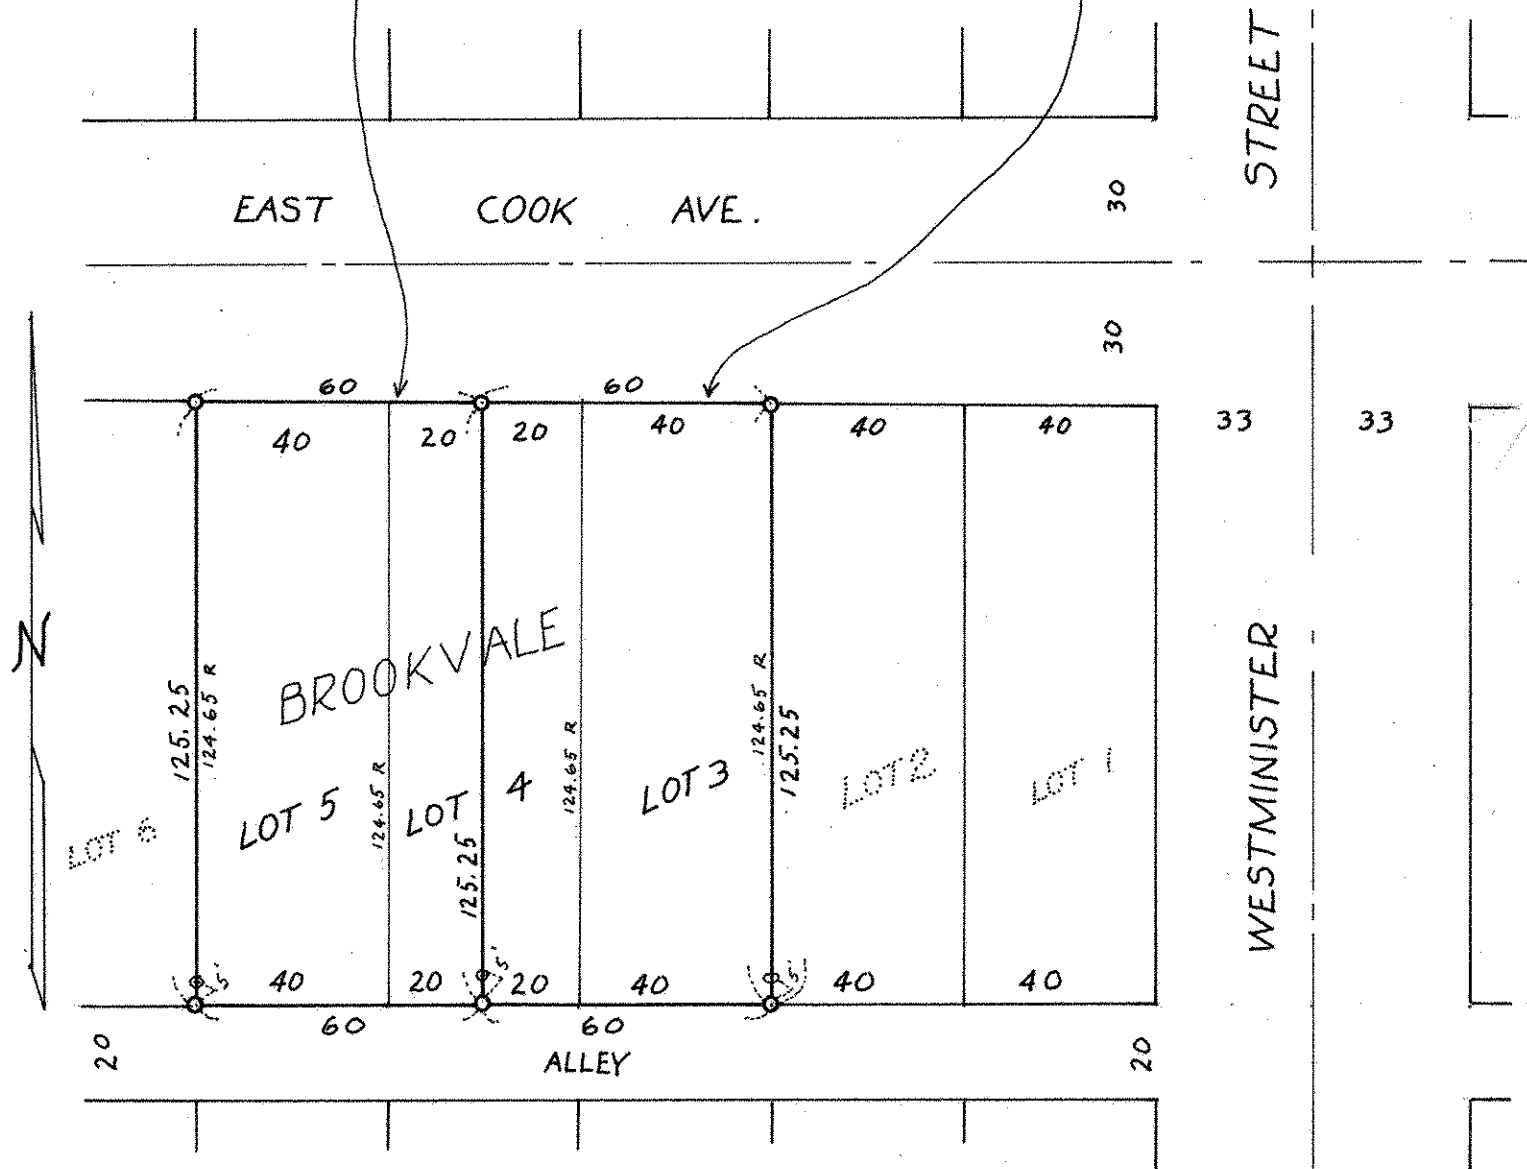 STREET
EAST COOK AVE.
30
30
60 60
40 20 20 40 40 40 33 33
N
BROOKVALE
125.25
124.65 R
124.65 R
125.25
124.65 R
124.65 R
125.25
LOT 6
LOT 5
LOT 4
LOT 3
LOT 2
LOT 1
WESTMINISTER
5' 5' 5'
40 20 20 40 40 40
60 60
20 ALLEY 20